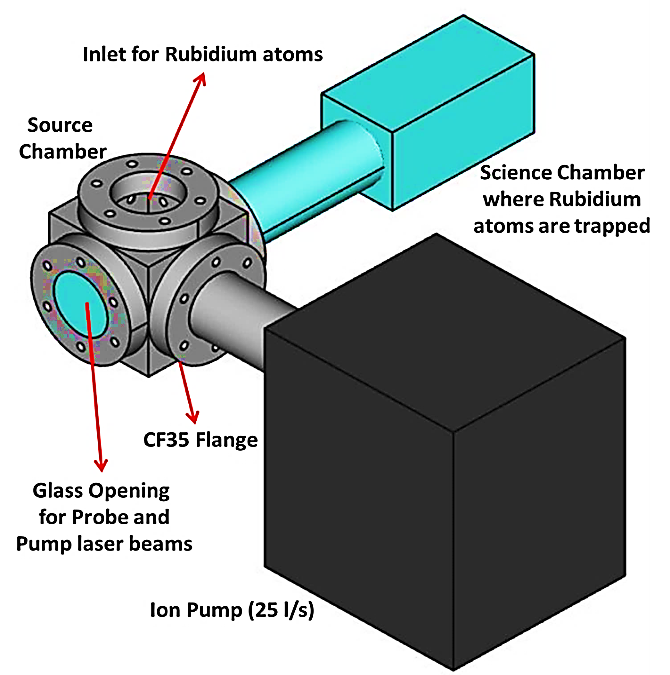 Inlet for Rubidium atoms
Source
Chamber
Science Chamber
where Rubidium
atoms are trapped
CF35 Flange
Glass Opening
for Probe and
Pump laser beams
Ion Pump (25 l/s)